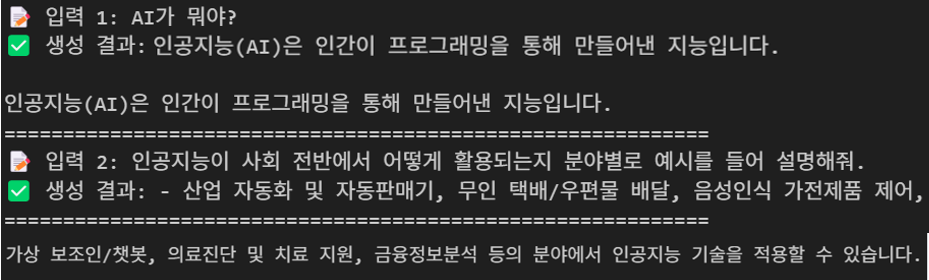 📝 입력 1: AI가 뭐야?
✅ 생성 결과: 인공지능(AI)은 인간이 프로그래밍을 통해 만들어낸 지능입니다.
인공지능(AI)은 인간이 프로그래밍을 통해 만들어낸 지능입니다.
============================================================
📝 입력 2: 인공지능이 사회 전반에서 어떻게 활용되는지 분야별로 예시를 들어 설명해줘.
✅ 생성 결과: - 산업 자동화 및 자동판매기, 무인 택배/우편물 배달, 음성인식 가전제품 제어,
============================================================
가상 보조인/챗봇, 의료진단 및 치료 지원, 금융정보분석 등의 분야에서 인공지능 기술을 적용할 수 있습니다.